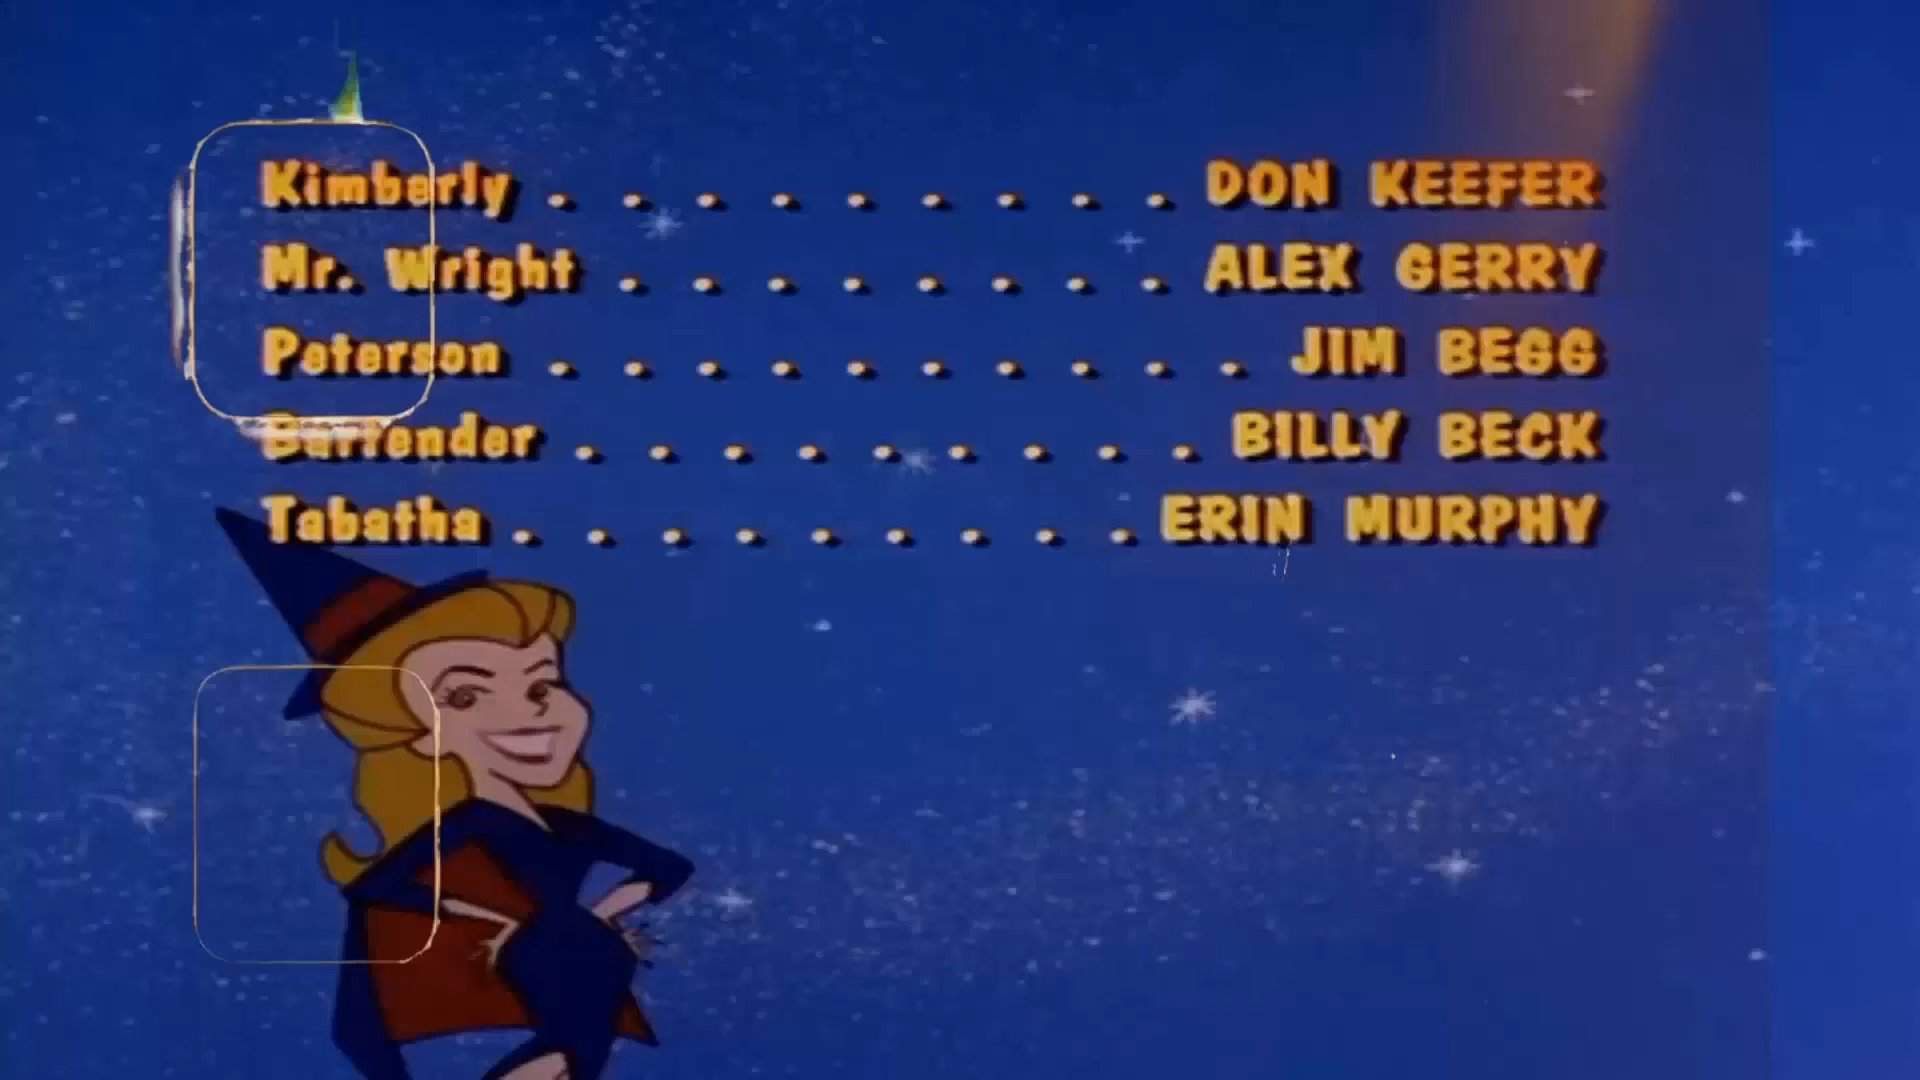 Kimberly . . . . . . . . . DON KEEFER
Mr. Wright . . . . . . . . ALEX GERRY
Peterson . . . . . . . . . . JIM BEGG
Bartender . . . . . . . . . BILLY BECK
Tabatha . . . . . . . . . ERIN MURPHY